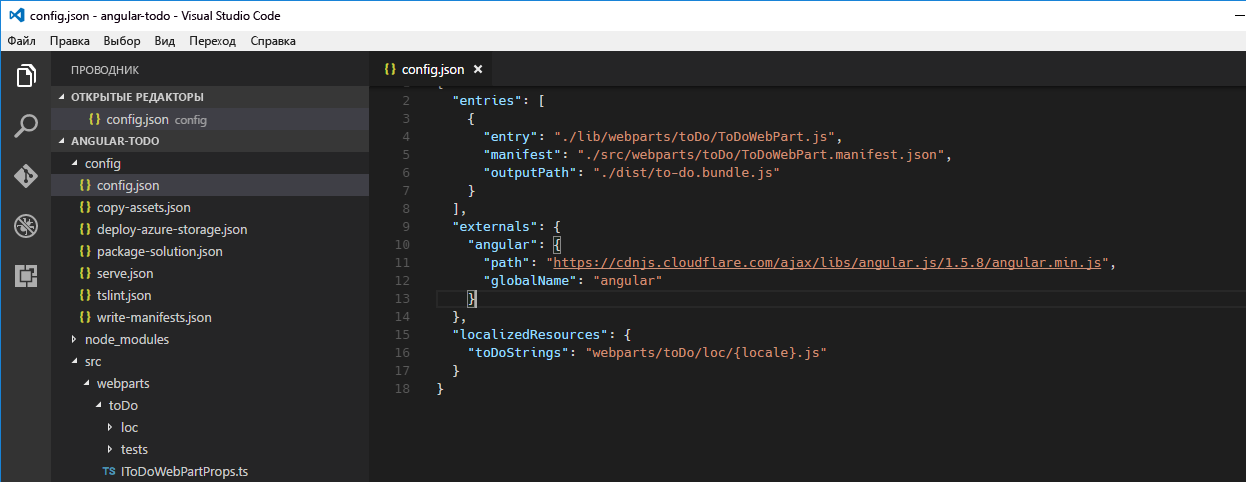 config.json - angular-todo - Visual Studio Code
Файл Правка Выбор Вид Переход Справка
ПРОВОДНИК
ОТКРЫТЫЕ РЕДАКТОРЫ
{} config.json config
ANGULAR-TODO
config
{} config.json
{} copy-assets.json
{} deploy-azure-storage.json
{} package-solution.json
{} serve.json
{} tslint.json
{} write-manifests.json
node_modules
src
webparts
toDo
loc
tests
TS IToDoWebPartProps.ts
{} config.json ×
2 "entries": [
3 {
4 "entry": "./lib/webparts/toDo/ToDoWebPart.js",
5 "manifest": "./src/webparts/toDo/ToDoWebPart.manifest.json",
6 "outputPath": "./dist/to-do.bundle.js"
7 }
8 ],
9 "externals": {
10 "angular": {
11 "path": "https://cdnjs.cloudflare.com/ajax/libs/angular.js/1.5.8/angular.min.js",
12 "globalName": "angular"
13 }
14 },
15 "localizedResources": {
16 "toDoStrings": "webparts/toDo/loc/{locale}.js"
17 }
18 }